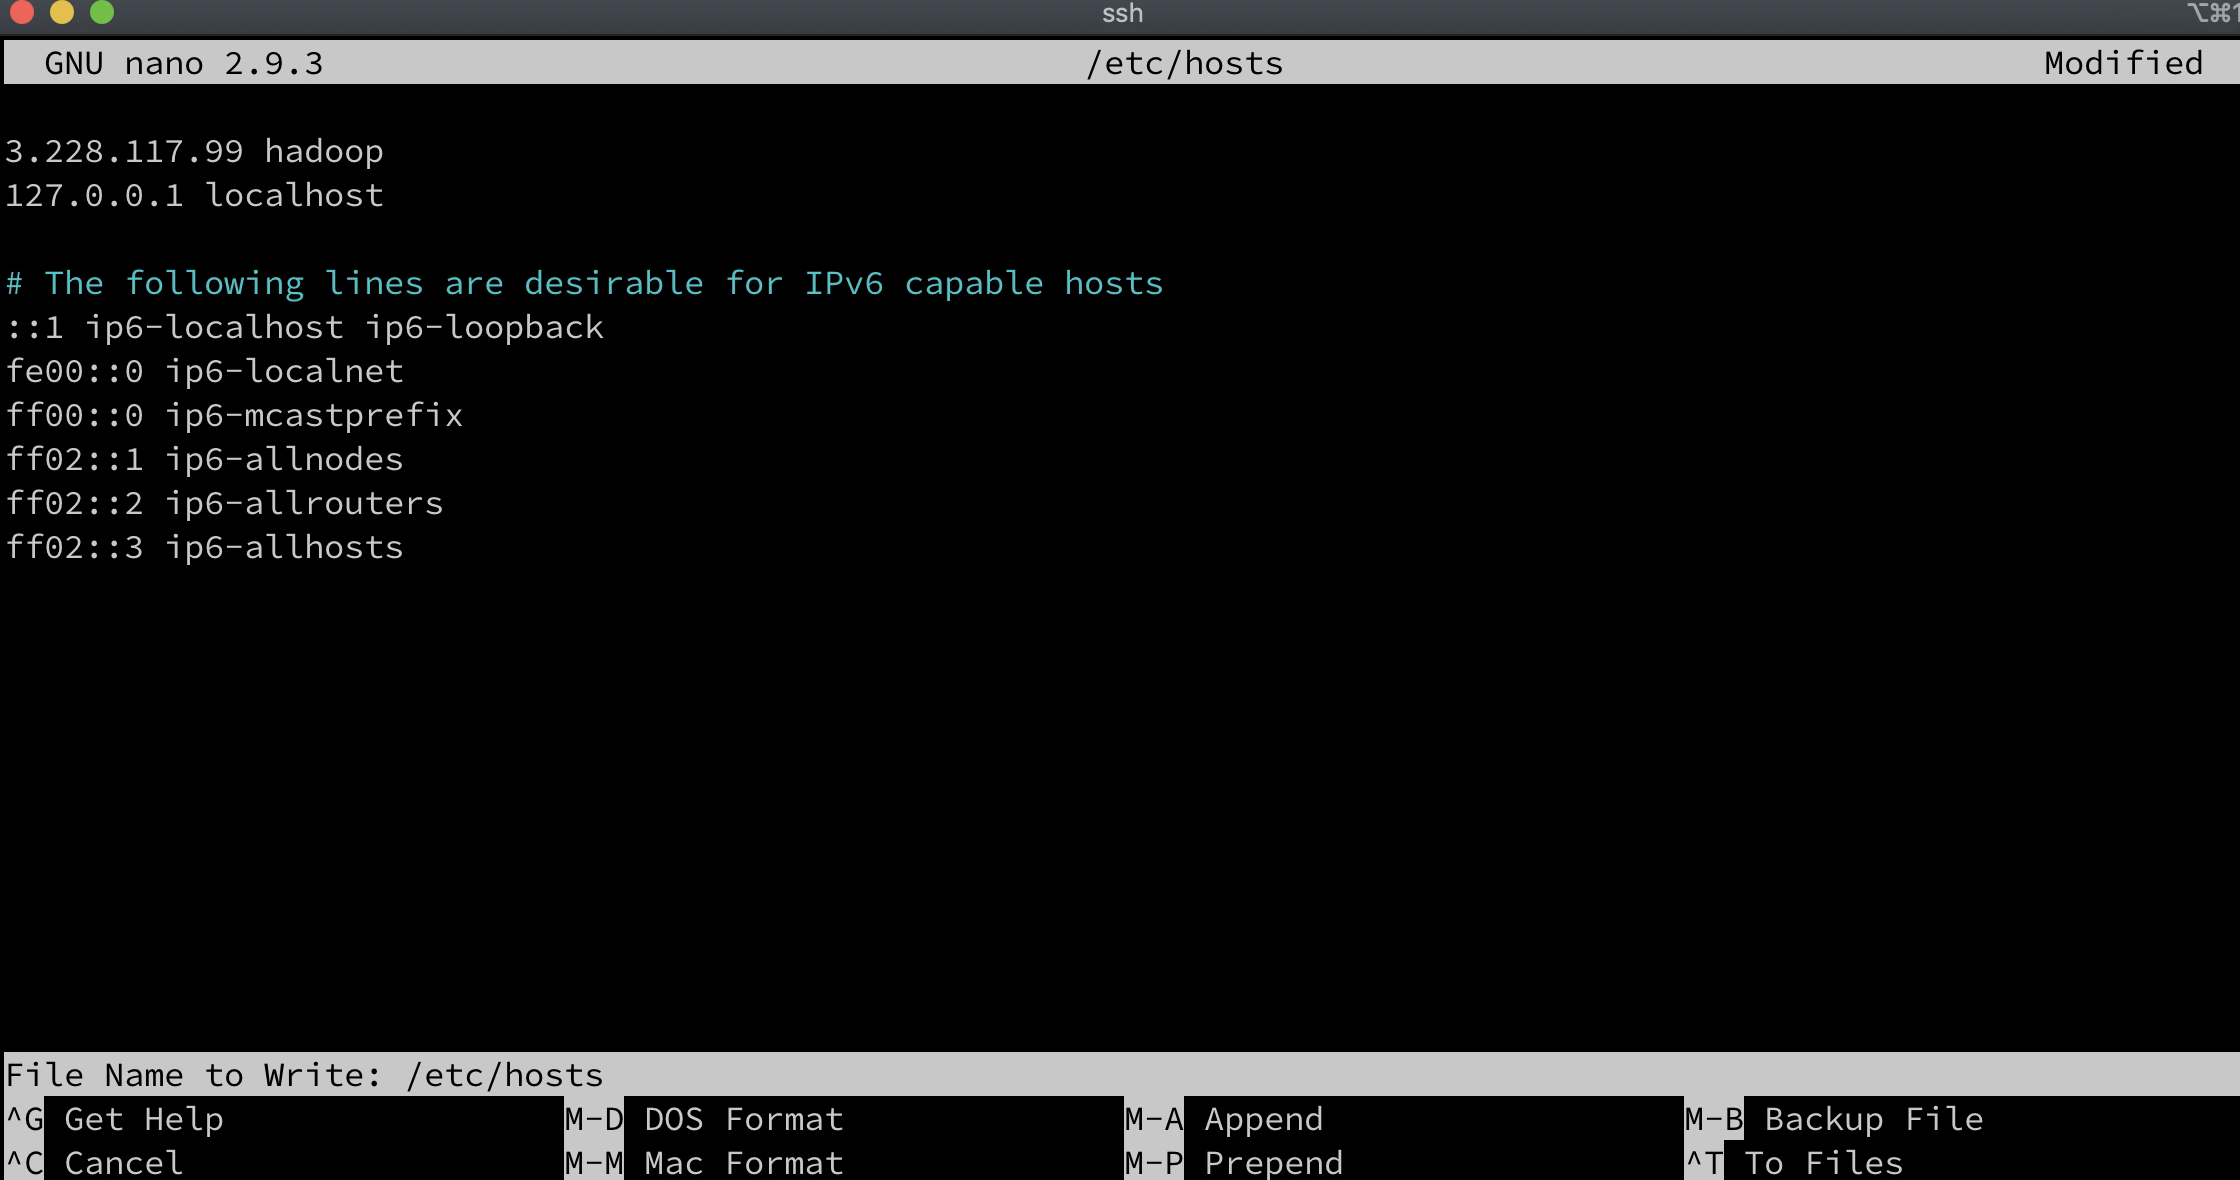 ssh
⌥⌘1
GNU nano 2.9.3 /etc/hosts Modified
3.228.117.99 hadoop
127.0.0.1 localhost
# The following lines are desirable for IPv6 capable hosts
::1 ip6-localhost ip6-loopback
fe00::0 ip6-localnet
ff00::0 ip6-mcastprefix
ff02::1 ip6-allnodes
ff02::2 ip6-allrouters
ff02::3 ip6-allhosts
File Name to Write: /etc/hosts
^G Get Help M-D DOS Format M-A Append M-B Backup File
^C Cancel M-M Mac Format M-P Prepend ^T To Files